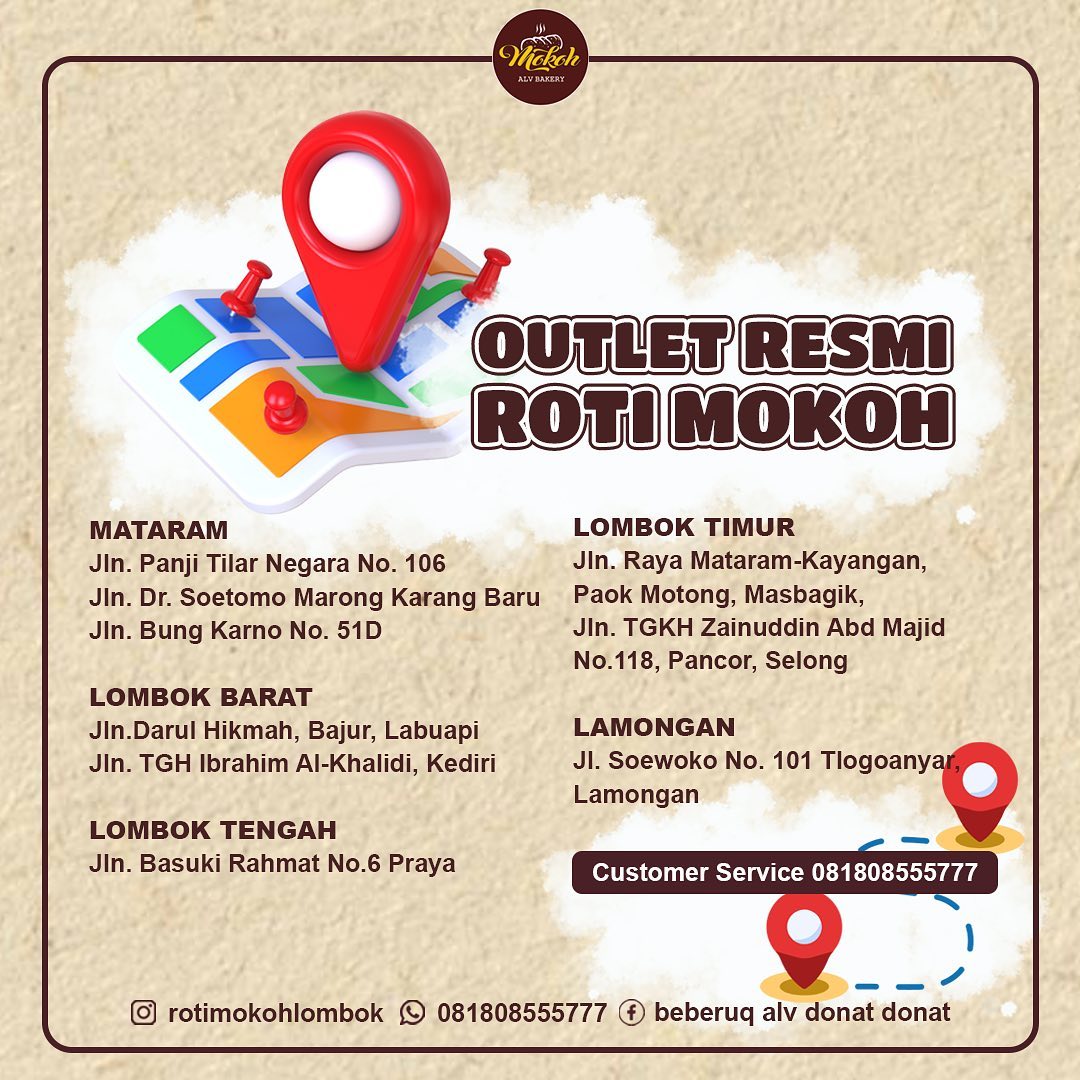 Mokoh
ALV BAKERY
OUTLET RESMI
ROTI MOKOH
MATARAM
Jln. Panji Tilar Negara No. 106
Jln. Dr. Soetomo Marong Karang Baru
Jln. Bung Karno No. 51D
LOMBOK BARAT
Jln.Darul Hikmah, Bajur, Labuapi
Jln. TGH Ibrahim Al-Khalidi, Kediri
LOMBOK TENGAH
Jln. Basuki Rahmat No.6 Praya
LOMBOK TIMUR
Jln. Raya Mataram-Kayangan,
Paok Motong, Masbagik,
Jln. TGKH Zainuddin Abd Majid
No.118, Pancor, Selong
LAMONGAN
Jl. Soewoko No. 101 Tlogoanyar,
Lamongan
Customer Service 081808555777
rotimokohlombok 081808555777 beberuq alv donat donat